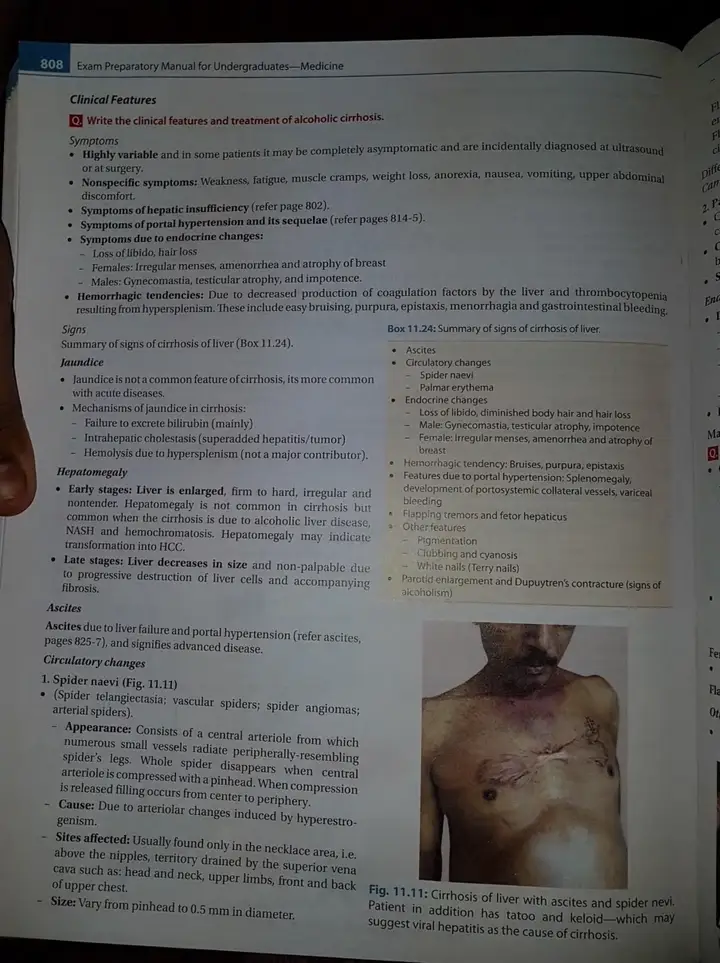 808 Exam Preparatory Manual for Undergraduates—Medicine
Clinical Features
Q. Write the clinical features and treatment of alcoholic cirrhosis.
Symptoms
• Highly variable and in some patients it may be completely asymptomatic and are incidentally diagnosed at ultrasound
or at surgery.
• Nonspecific symptoms: Weakness, fatigue, muscle cramps, weight loss, anorexia, nausea, vomiting, upper abdominal
discomfort.
• Symptoms of hepatic insufficiency (refer page 802).
• Symptoms of portal hypertension and its sequelae (refer pages 814-5).
• Symptoms due to endocrine changes:
– Loss of libido, hair loss
– Females: Irregular menses, amenorrhea and atrophy of breast
– Males: Gynecomastia, testicular atrophy, and impotence.
• Hemorrhagic tendencies: Due to decreased production of coagulation factors by the liver and thrombocytopenia
resulting from hypersplenism. These include easy bruising, purpura, epistaxis, menorrhagia and gastrointestinal bleeding.
Signs
Summary of signs of cirrhosis of liver (Box 11.24).
Jaundice
• Jaundice is not a common feature of cirrhosis, its more common
with acute diseases.
• Mechanisms of jaundice in cirrhosis:
– Failure to excrete bilirubin (mainly)
– Intrahepatic cholestasis (superadded hepatitis/tumor)
– Hemolysis due to hypersplenism (not a major contributor).
Hepatomegaly
• Early stages: Liver is enlarged, firm to hard, irregular and
nontender. Hepatomegaly is not common in cirrhosis but
common when the cirrhosis is due to alcoholic liver disease,
NASH and hemochromatosis. Hepatomegaly may indicate
transformation into HCC.
• Late stages: Liver decreases in size and non-palpable due
to progressive destruction of liver cells and accompanying
fibrosis.
Ascites
Ascites due to liver failure and portal hypertension (refer ascites,
pages 825-7), and signifies advanced disease.
Circulatory changes
1. Spider naevi (Fig. 11.11)
• (Spider telangiectasia; vascular spiders; spider angiomas;
arterial spiders).
– Appearance: Consists of a central arteriole from which
numerous small vessels radiate peripherally-resembling
spider's legs. Whole spider disappears when central
arteriole is compressed with a pinhead. When compression
is released filling occurs from center to periphery.
– Cause: Due to arteriolar changes induced by hyperestro-
genism.
– Sites affected: Usually found only in the necklace area, i.e.
above the nipples, territory drained by the superior vena
cava such as: head and neck, upper limbs, front and back
of upper chest.
– Size: Vary from pinhead to 0.5 mm in diameter.
Box 11.24: Summary of signs of cirrhosis of liver.
• Ascites
• Circulatory changes
– Spider naevi
– Palmar erythema
• Endocrine changes
– Loss of libido, diminished body hair and hair loss
– Male: Gynecomastia, testicular atrophy, impotence
– Female: Irregular menses, amenorrhea and atrophy of
breast
• Hemorrhagic tendency: Bruises, purpura, epistaxis
• Features due to portal hypertension: Splenomegaly,
development of portosystemic collateral vessels, variceal
bleeding
• Flapping tremors and fetor hepaticus
• Other features
– Pigmentation
– Clubbing and cyanosis
– White nails (Terry nails)
• Parotid enlargement and Dupuytren's contracture (signs of
alcoholism)
Fig. 11.11: Cirrhosis of liver with ascites and spider nevi.
Patient in addition has tatoo and keloid—which may
suggest viral hepatitis as the cause of cirrhosis.